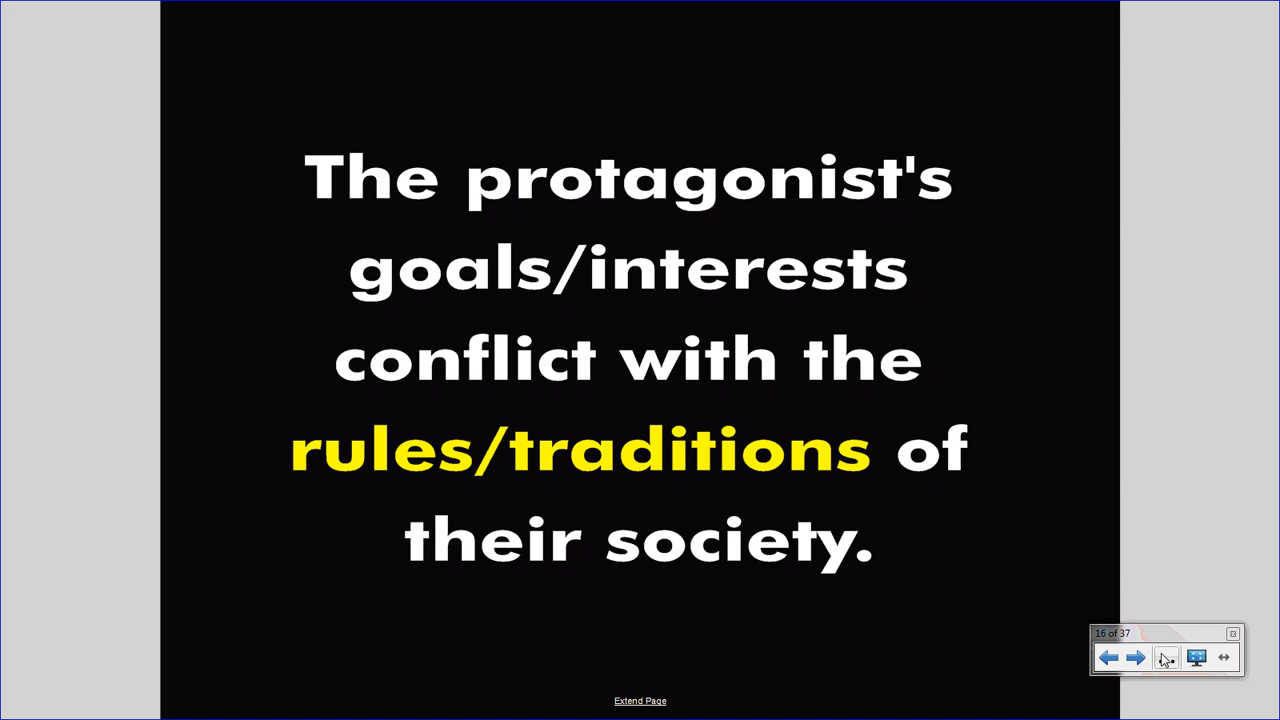 The protagonist's
goals/interests
conflict with the
rules/traditions of
their society.
16 of 37
Extend Page